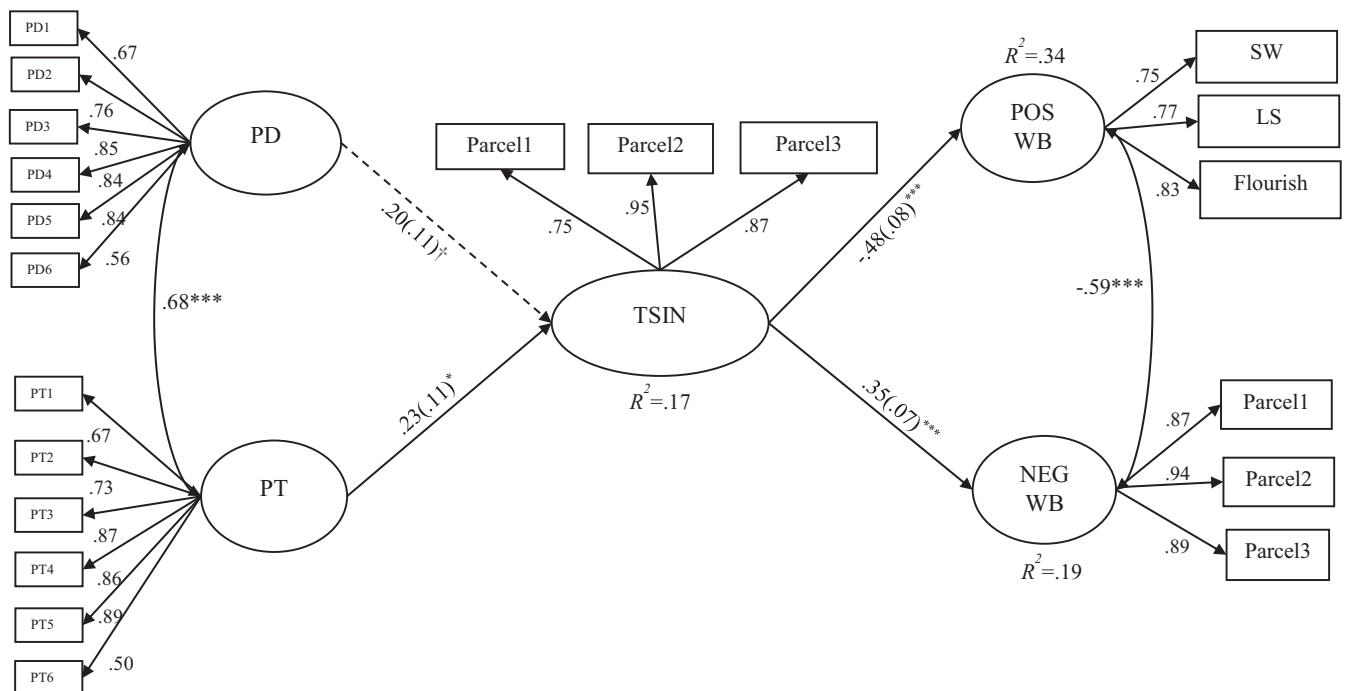 PD1
PD2
PD3
PD4
PD5
PD6
.67
.76
.85
.84
.84
.56
PD
.68***
PT1
PT2
PT3
PT4
PT5
PT6
.67
.73
.87
.86
.89
.50
PT
.20(.11)†
.23(.11)*
Parcel1
Parcel2
Parcel3
.75
.95
.87
TSIN
R²=.17
-.48(.08)***
.35(.07)***
R²=.34
POS
WB
.75
.77
.83
SW
LS
Flourish
-.59***
NEG
WB
R²=.19
.87
.94
.89
Parcel1
Parcel2
Parcel3